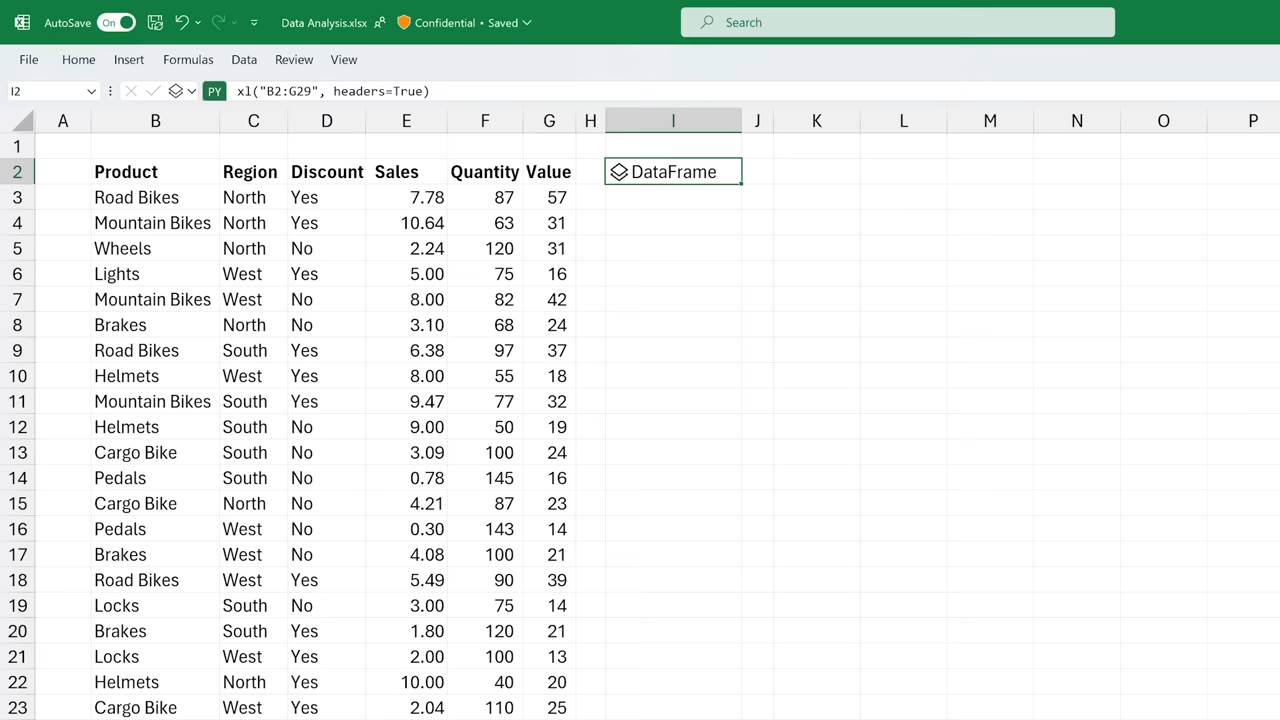 AutoSave On Data Analysis.xlsx Confidential • Saved Search
File Home Insert Formulas Data Review View
I2 PY xl("B2:G29", headers=True)
A B C D E F G H I J K L M N O P
1
2 Product Region Discount Sales Quantity Value DataFrame
3 Road Bikes North Yes 7.78 87 57
4 Mountain Bikes North Yes 10.64 63 31
5 Wheels North No 2.24 120 31
6 Lights West Yes 5.00 75 16
7 Mountain Bikes West No 8.00 82 42
8 Brakes North No 3.10 68 24
9 Road Bikes South Yes 6.38 97 37
10 Helmets West Yes 8.00 55 18
11 Mountain Bikes South Yes 9.47 77 32
12 Helmets South No 9.00 50 19
13 Cargo Bike South No 3.09 100 24
14 Pedals South No 0.78 145 16
15 Cargo Bike North No 4.21 87 23
16 Pedals West No 0.30 143 14
17 Brakes West No 4.08 100 21
18 Road Bikes West Yes 5.49 90 39
19 Locks South No 3.00 75 14
20 Brakes South Yes 1.80 120 21
21 Locks West Yes 2.00 100 13
22 Helmets North Yes 10.00 40 20
23 Cargo Bike West Yes 2.04 110 25